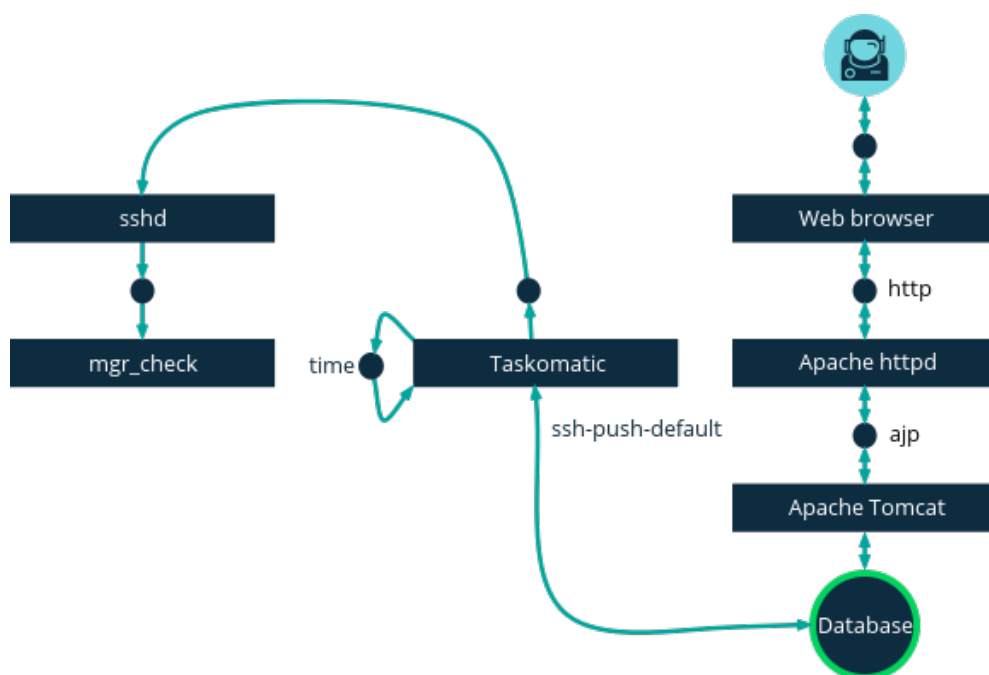 sshd
Web browser
http
mgr_check
time
Taskomatic
Apache httpd
ssh-push-default
ajp
Apache Tomcat
Database